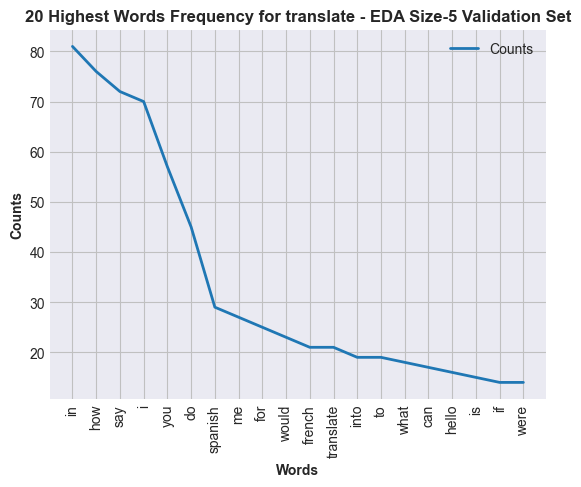 20 Highest Words Frequency for translate - EDA Size-5 Validation Set
Counts
80
70
60
50
40
30
20
Counts
in
how
say
i
you
do
spanish
me
for
would
french
translate
into
to
what
can
hello
is
if
were
Words